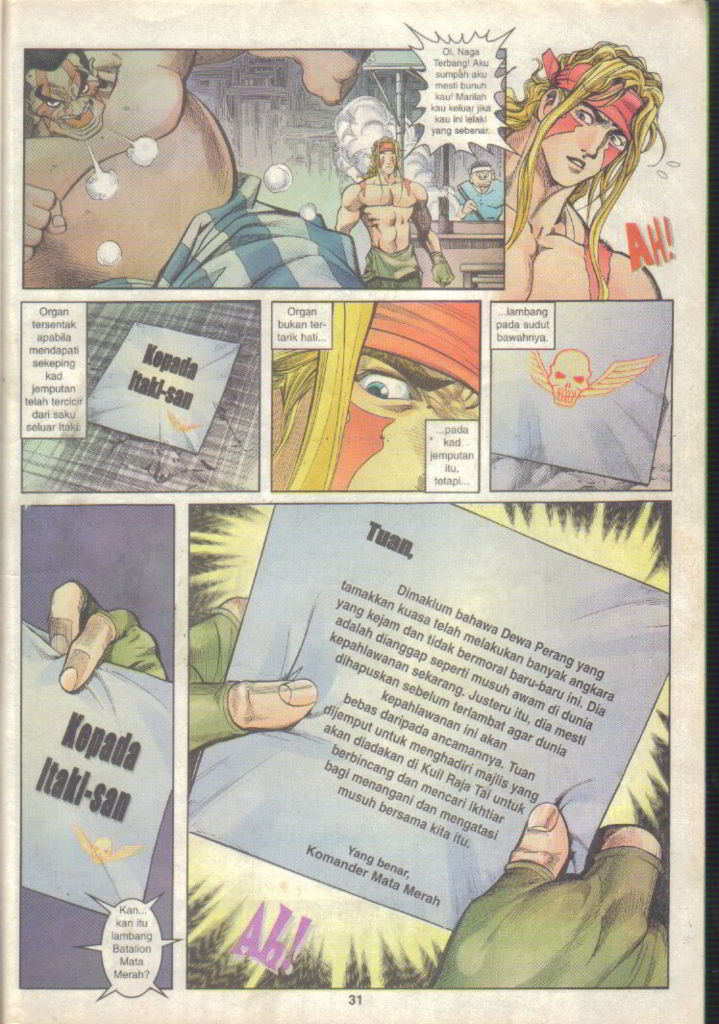 Oi, Naga
Terbang! Aku
sumpah aku
mesti bunuh
kau! Marilah
kau keluar jika
kau ini lelaki
yang sebenar.
AH!
Organ
tersentak
apabila
mendapati
sekeping
kad
jemputan
telah tercicir
dari saku
seluar Itaki.
Kepada
Itaki-san
Organ
bukan ter-
tarik hati...
...pada
kad
jemputan
itu,
tetapi...
...lambang
pada sudut
bawahnya.
Kepada
Itaki-san
Kan...
kan itu
lambang
Batalion
Mata
Merah?
Tuan,
Dimaklum bahawa Dewa Perang yang
tamakkan kuasa telah melakukan banyak angkara
yang kejam dan tidak bermoral baru-baru ini. Dia
adalah dianggap seperti musuh awam di dunia
kepahlawanan sekarang. Justeru itu, dia mesti
dihapuskan sebelum terlambat agar dunia
kepahlawanan ini akan
bebas daripada ancamannya. Tuan
dijemput untuk menghadiri majlis yang
akan diadakan di Kuil Raja Tai untuk
berbincang dan mencari ikhtiar
bagi menangani dan mengatasi
musuh bersama kita itu.
Yang benar,
Komander Mata Merah
Ah!
31